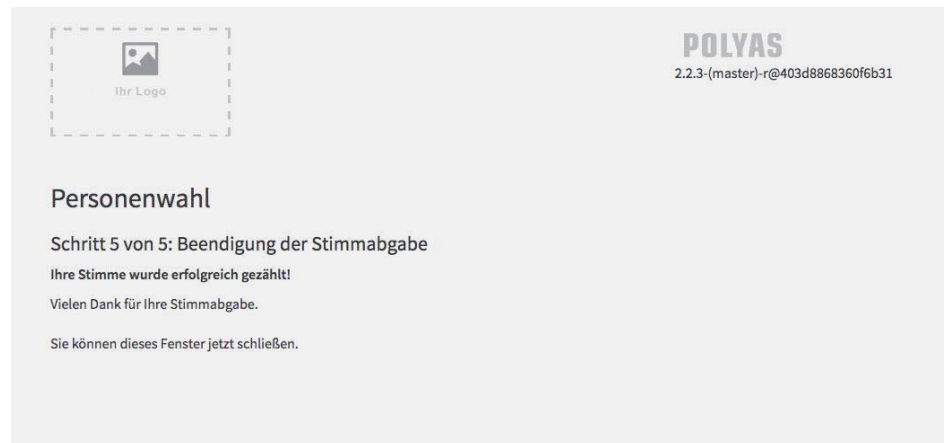 Ihr Logo
POLYAS
2.2.3-(master)-r@403d8868360f6b31
Personenwahl
Schritt 5 von 5: Beendigung der Stimmabgabe
Ihre Stimme wurde erfolgreich gezählt!
Vielen Dank für Ihre Stimmabgabe.
Sie können dieses Fenster jetzt schließen.